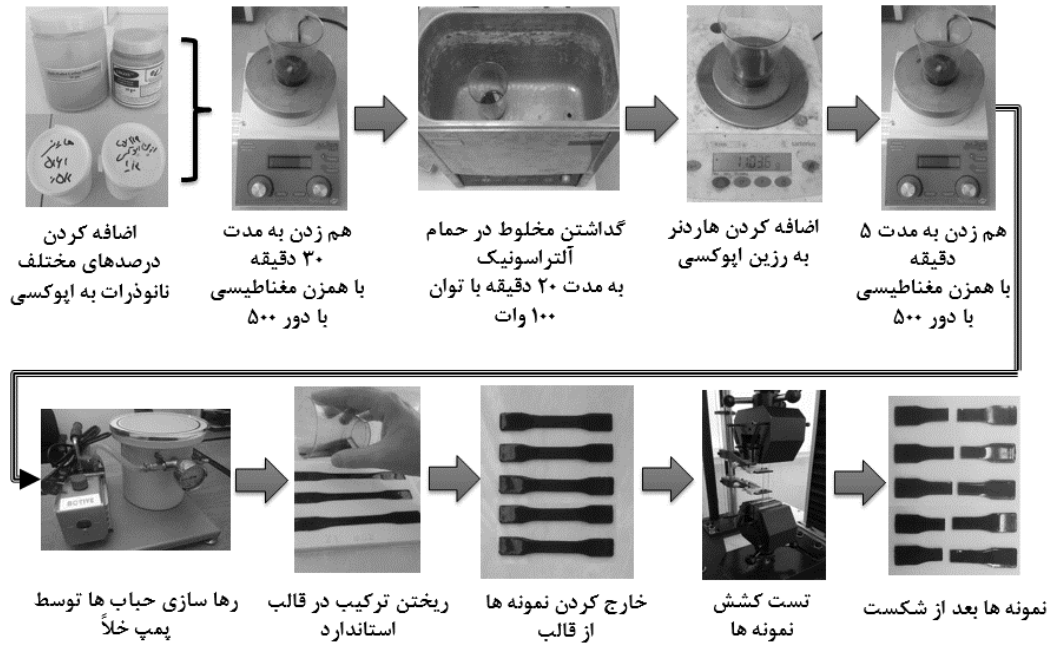 اضافه کردن
درصدهای مختلف
نانوذرات به اپوکسی
هم زدن به مدت
۳۰ دقیقه
با همزن مغناطیسی
با دور ۵۰۰
گذاشتن مخلوط در حمام
آلتراسونیک
به مدت ۲۰ دقیقه با توان
۱۰۰ وات
اضافه کردن هاردنر
به رزین اپوکسی
هم زدن به مدت ۵
دقیقه
با همزن مغناطیسی
با دور ۵۰۰
ACTIVE
رها سازی حباب ها توسط
پمپ خلأ
ریختن ترکیب در قالب
استاندارد
خارج کردن نمونه ها
از قالب
تست کشش
نمونه ها
نمونه ها بعد از شکست